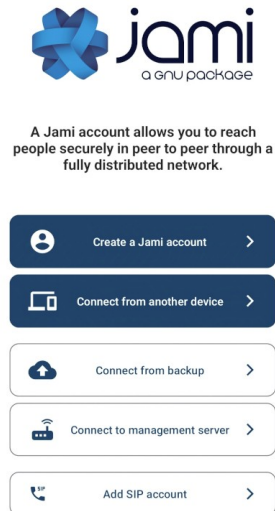 jami
a GNU package
A Jami account allows you to reach
people securely in peer to peer through a
fully distributed network.
Create a Jami account
Connect from another device
Connect from backup
Connect to management server
SIP
Add SIP account